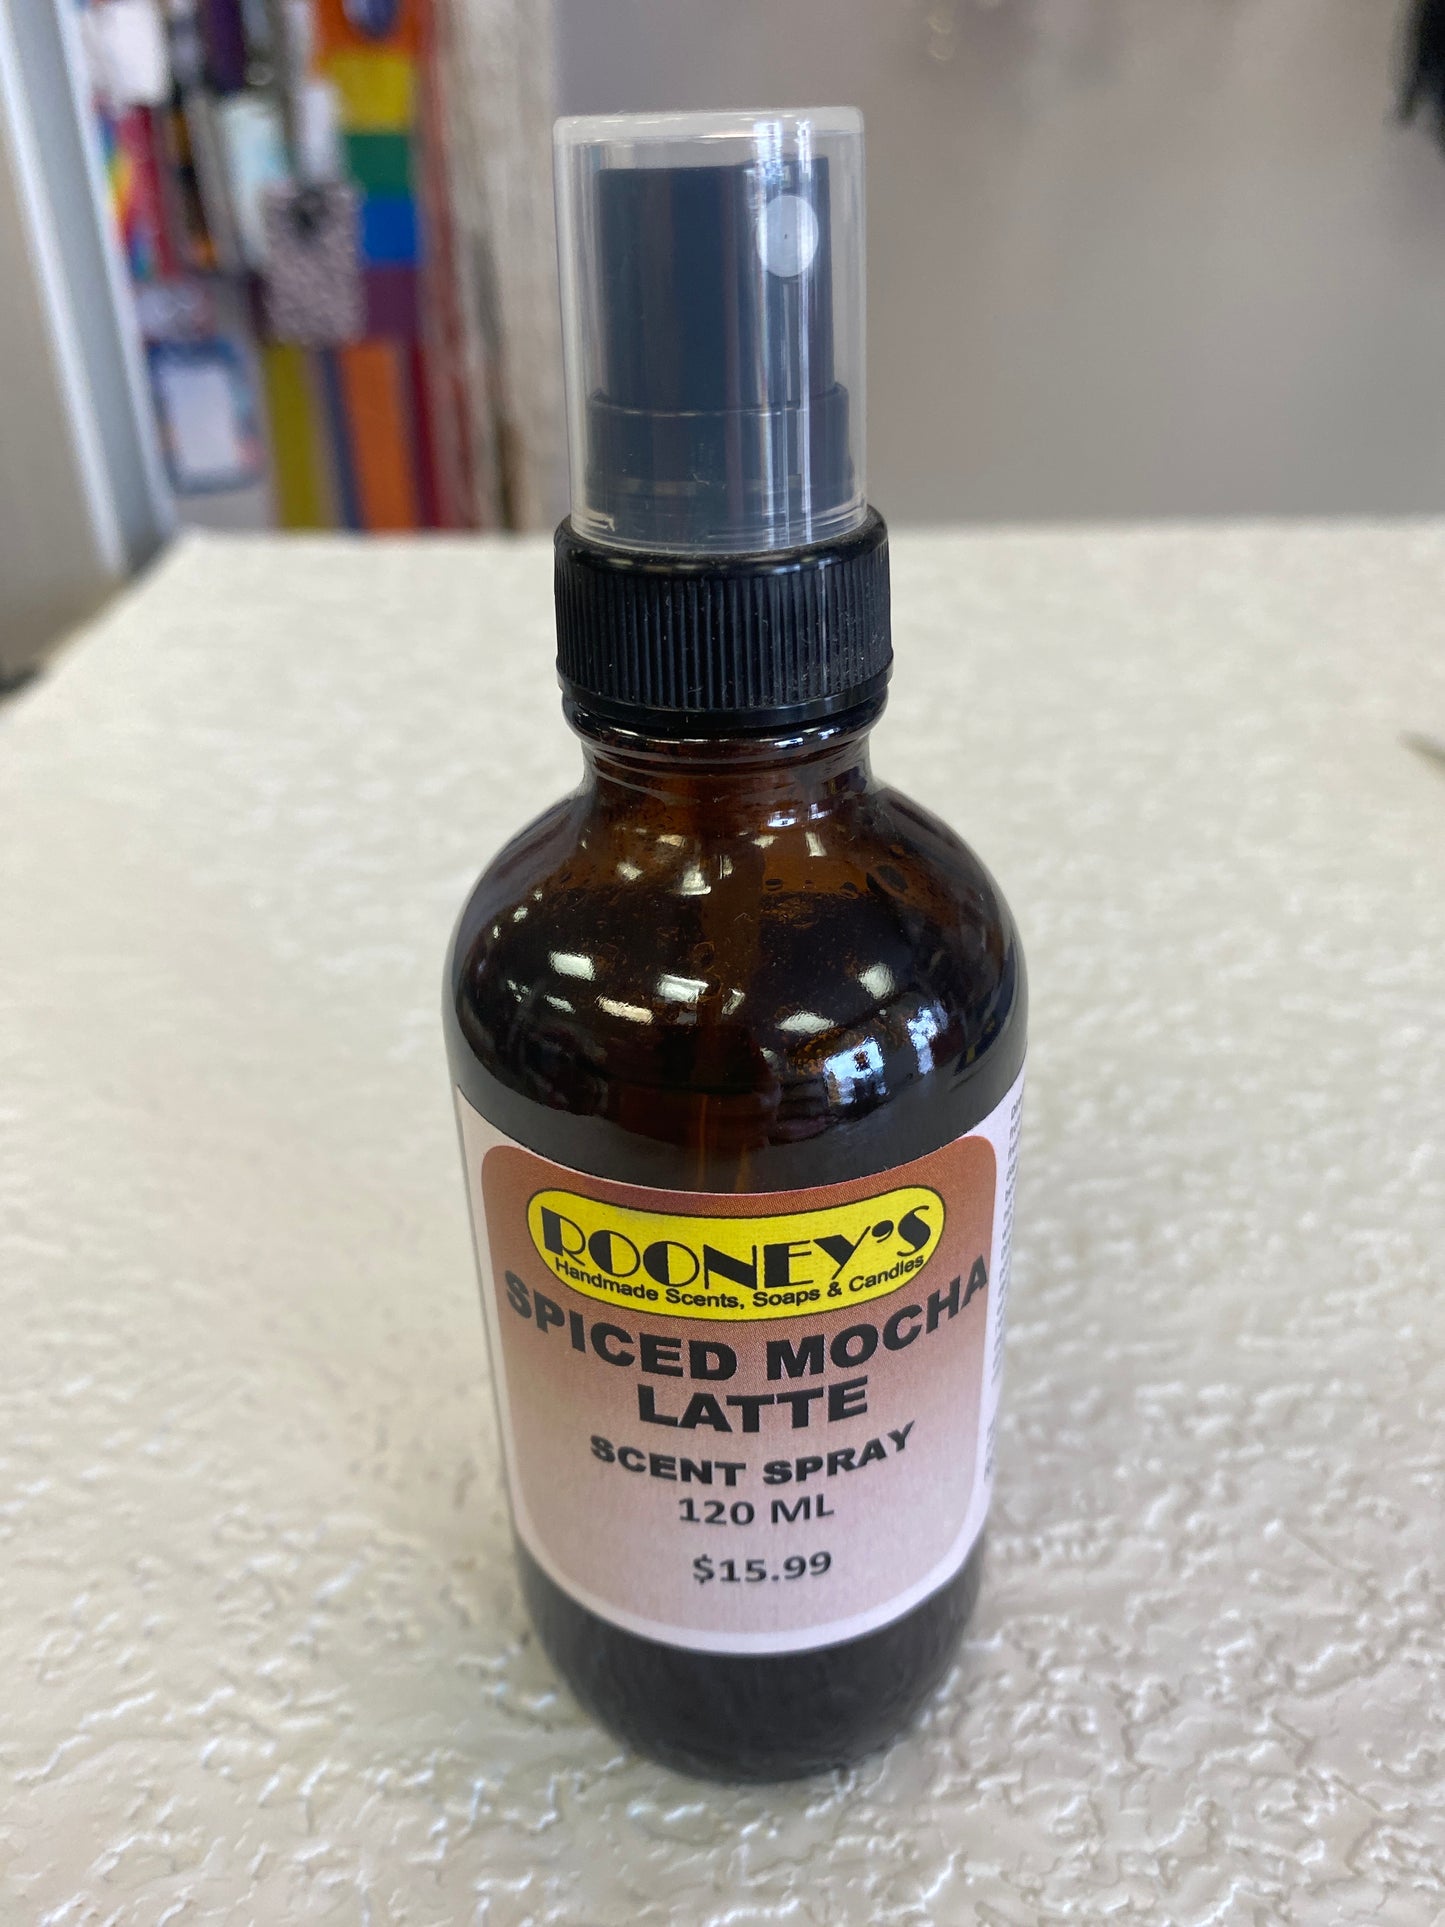 ROONEY'S
Handmade Scents, Soaps & Candles
SPICED MOCHA
LATTE
SCENT SPRAY
120 ML
$15.99